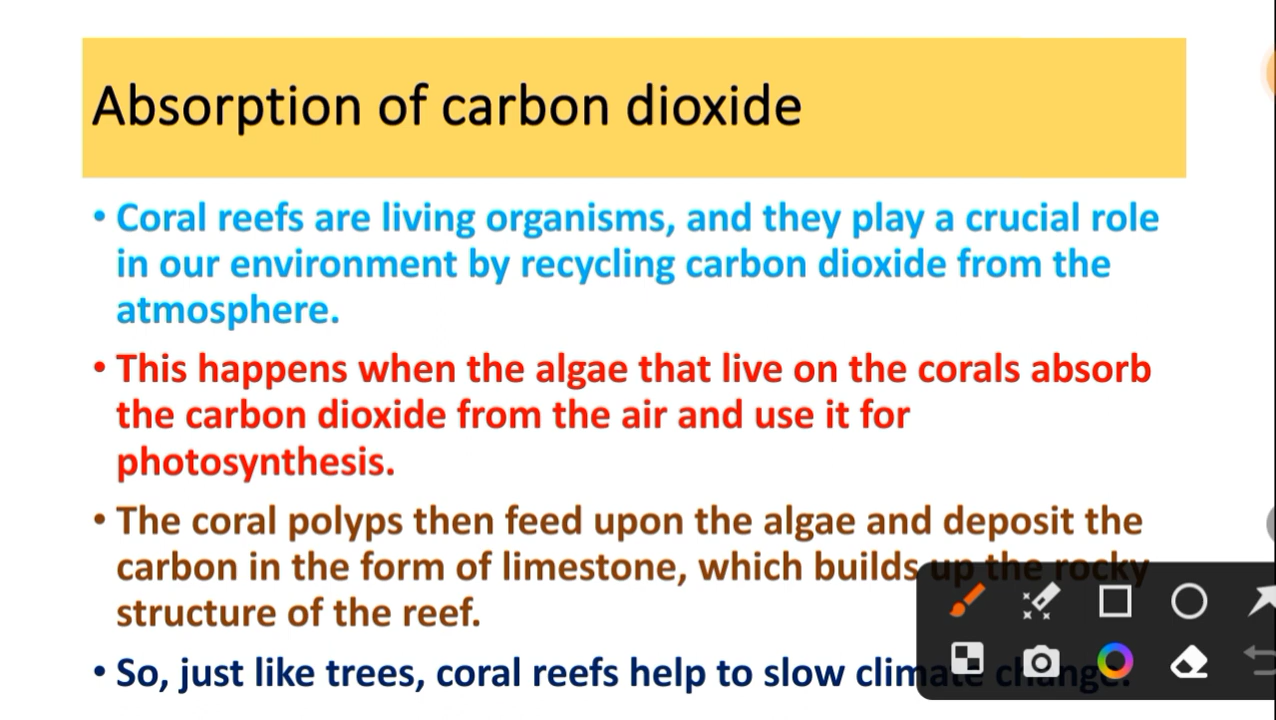 Absorption of carbon dioxide
• Coral reefs are living organisms, and they play a crucial role
in our environment by recycling carbon dioxide from the
atmosphere.
• This happens when the algae that live on the corals absorb
the carbon dioxide from the air and use it for
photosynthesis.
• The coral polyps then feed upon the algae and deposit the
carbon in the form of limestone, which builds up the rocky
structure of the reef.
• So, just like trees, coral reefs help to slow climate change.